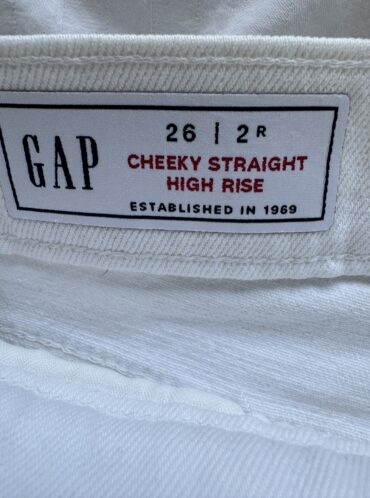 GAP
26 | 2R
CHEEKY STRAIGHT
HIGH RISE
ESTABLISHED IN 1969